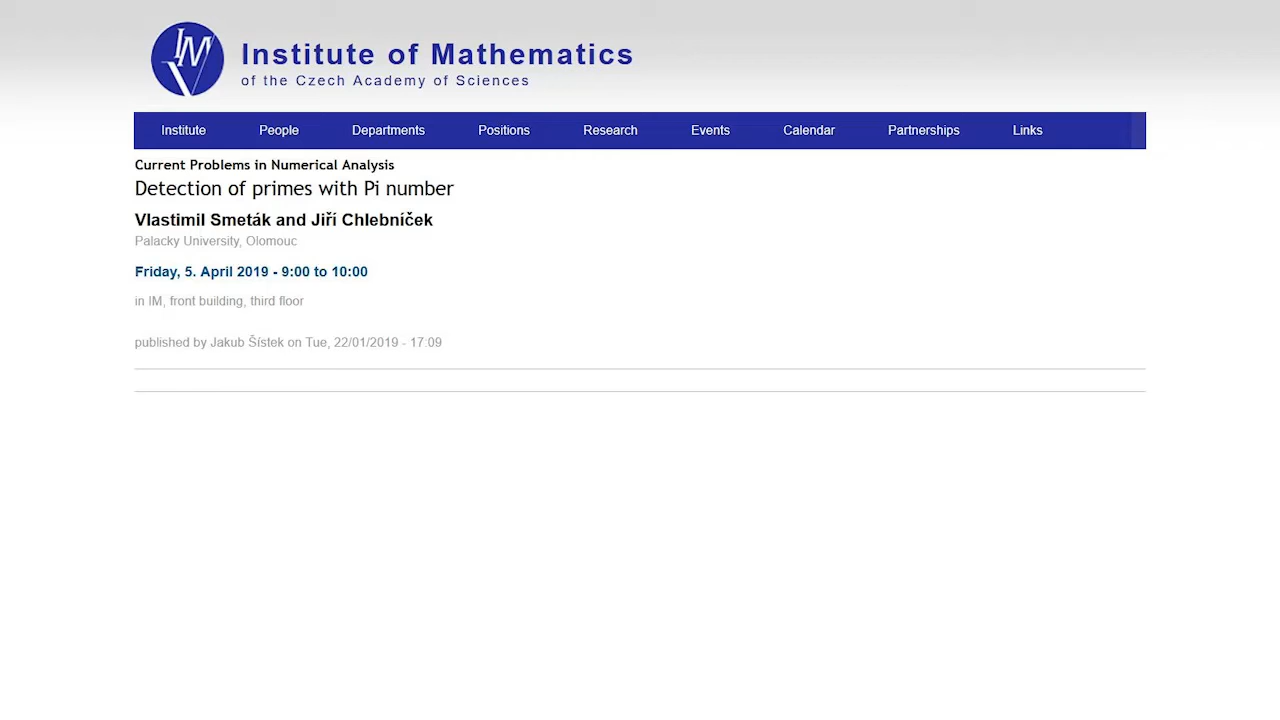 IM
Institute of Mathematics
of the Czech Academy of Sciences
Institute People Departments Positions Research Events Calendar Partnerships Links
Current Problems in Numerical Analysis
Detection of primes with Pi number
Vlastimil Smeták and Jiří Chlebníček
Palacky University, Olomouc
Friday, 5. April 2019 - 9:00 to 10:00
in IM, front building, third floor
published by Jakub Šístek on Tue, 22/01/2019 - 17:09